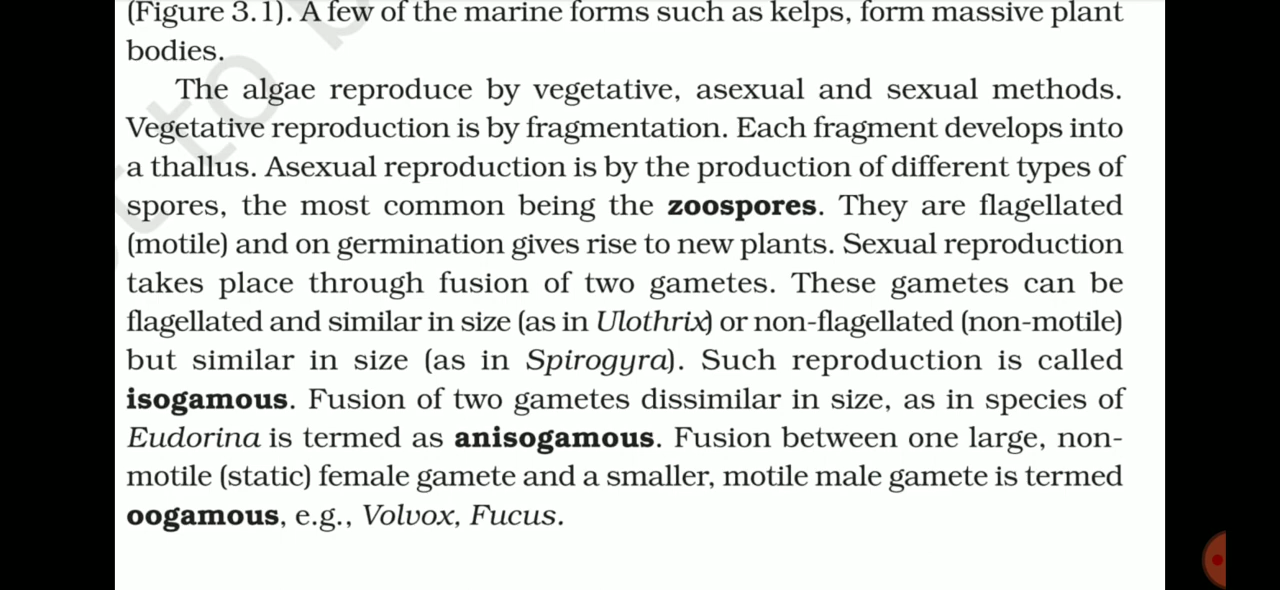 (Figure 3.1). A few of the marine forms such as kelps, form massive plant
bodies.
The algae reproduce by vegetative, asexual and sexual methods.
Vegetative reproduction is by fragmentation. Each fragment develops into
a thallus. Asexual reproduction is by the production of different types of
spores, the most common being the zoospores. They are flagellated
(motile) and on germination gives rise to new plants. Sexual reproduction
takes place through fusion of two gametes. These gametes can be
flagellated and similar in size (as in Ulothrix) or non-flagellated (non-motile)
but similar in size (as in Spirogyra). Such reproduction is called
isogamous. Fusion of two gametes dissimilar in size, as in species of
Eudorina is termed as anisogamous. Fusion between one large, non-
motile (static) female gamete and a smaller, motile male gamete is termed
oogamous, e.g., Volvox, Fucus.